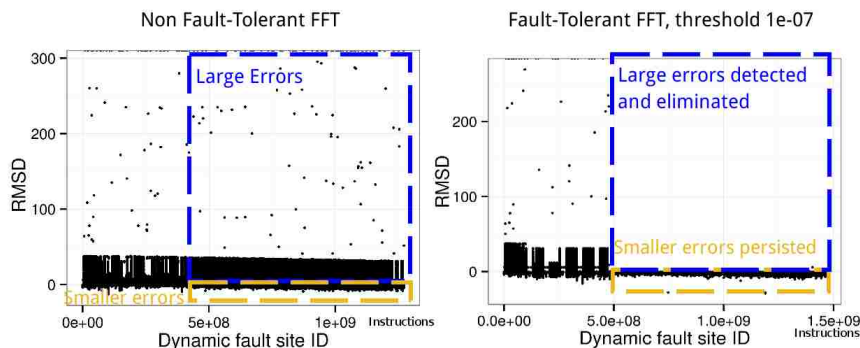 Non Fault-Tolerant FFT
300
200
100
0
RMSD
Large Errors
Smaller errors
0e+00
5e+08
1e+09
Instructions
Dynamic fault site ID
Fault-Tolerant FFT, threshold 1e-07
200
100
0
RMSD
Large errors detected
and eliminated
Smaller errors persisted
0.0e+00
5.0e+08
1.0e+09
1.5e+09
Instructions
Dynamic fault site ID